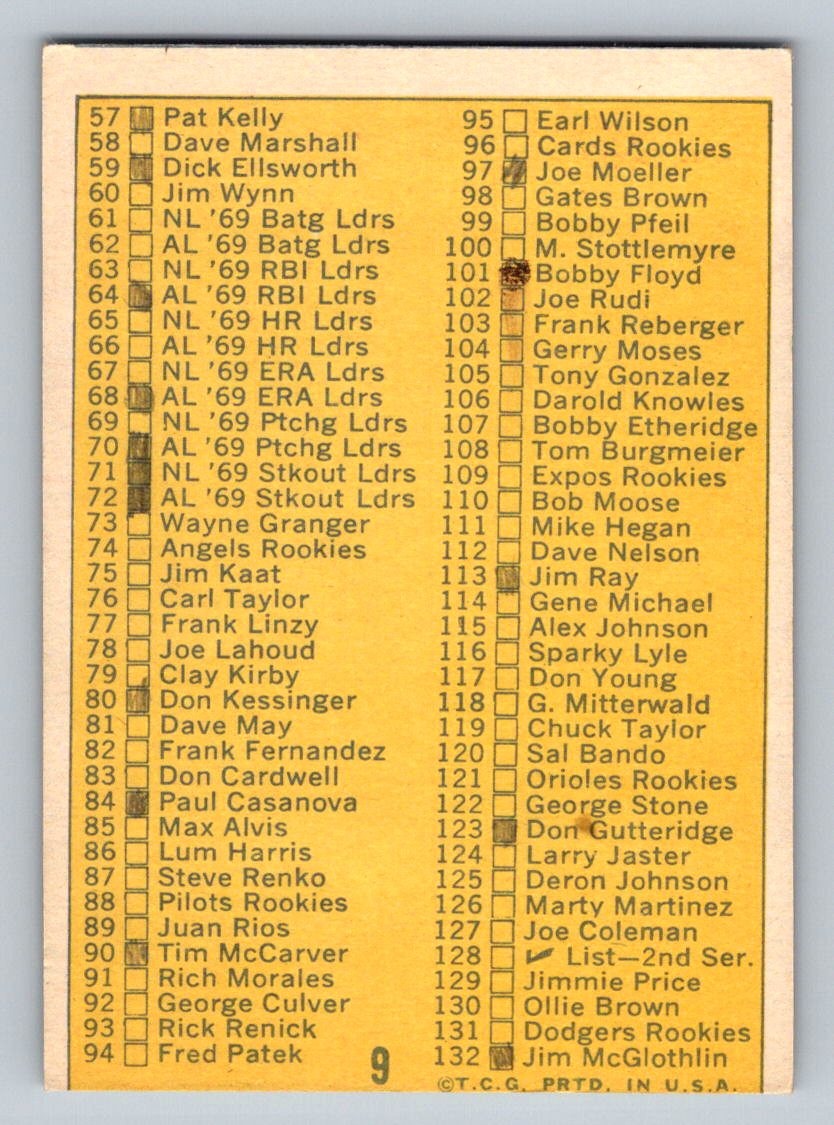 57 Pat Kelly
58 Dave Marshall
59 Dick Ellsworth
60 Jim Wynn
61 NL '69 Batg Ldrs
62 AL '69 Batg Ldrs
63 NL '69 RBI Ldrs
64 AL '69 RBI Ldrs
65 NL '69 HR Ldrs
66 AL '69 HR Ldrs
67 NL '69 ERA Ldrs
68 AL '69 ERA Ldrs
69 NL '69 Ptchg Ldrs
70 AL '69 Ptchg Ldrs
71 NL '69 Stkout Ldrs
72 AL '69 Stkout Ldrs
73 Wayne Granger
74 Angels Rookies
75 Jim Kaat
76 Carl Taylor
77 Frank Linzy
78 Joe Lahoud
79 Clay Kirby
80 Don Kessinger
81 Dave May
82 Frank Fernandez
83 Don Cardwell
84 Paul Casanova
85 Max Alvis
86 Lum Harris
87 Steve Renko
88 Pilots Rookies
89 Juan Rios
90 Tim McCarver
91 Rich Morales
92 George Culver
93 Rick Renick
94 Fred Patek
95 Earl Wilson
96 Cards Rookies
97 Joe Moeller
98 Gates Brown
99 Bobby Pfeil
100 M. Stottlemyre
101 Bobby Floyd
102 Joe Rudi
103 Frank Reberger
104 Gerry Moses
105 Tony Gonzalez
106 Darold Knowles
107 Bobby Etheridge
108 Tom Burgmeier
109 Expos Rookies
110 Bob Moose
111 Mike Hegan
112 Dave Nelson
113 Jim Ray
114 Gene Michael
115 Alex Johnson
116 Sparky Lyle
117 Don Young
118 G. Mitterwald
119 Chuck Taylor
120 Sal Bando
121 Orioles Rookies
122 George Stone
123 Don Gutteridge
124 Larry Jaster
125 Deron Johnson
126 Marty Martinez
127 Joe Coleman
128 ✓ List—2nd Ser.
129 Jimmie Price
130 Ollie Brown
131 Dodgers Rookies
132 Jim McGlothlin
9
©T.C.G. PRTD. IN U.S.A.